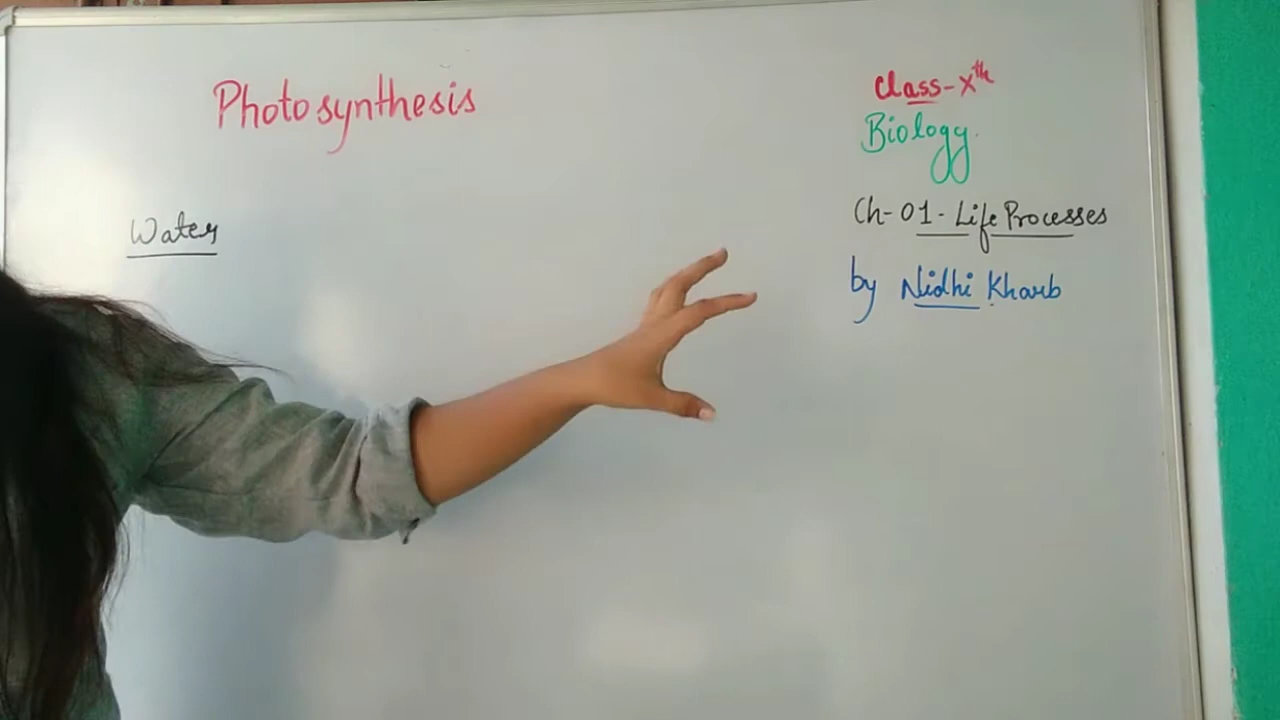 Photosynthesis
Water
Class-Xth
Biology
Ch-01-Life Processes
by Nidhi Kharb